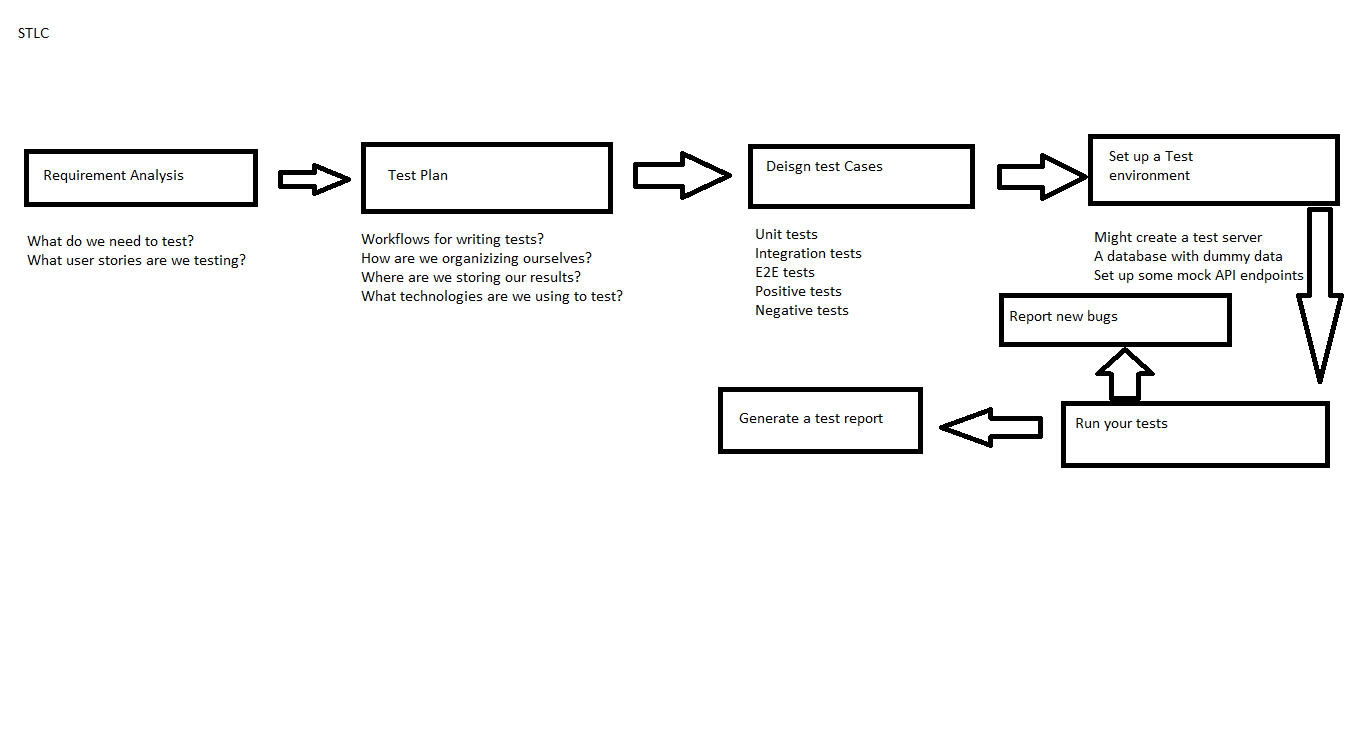 STLC
Requirement Analysis
What do we need to test?
What user stories are we testing?
Test Plan
Workflows for writing tests?
How are we organizizing ourselves?
Where are we storing our results?
What technologies are we using to test?
Deisgn test Cases
Unit tests
Integration tests
E2E tests
Positive tests
Negative tests
Set up a Test
environment
Might create a test server
A database with dummy data
Set up some mock API endpoints
Report new bugs
Run your tests
Generate a test report